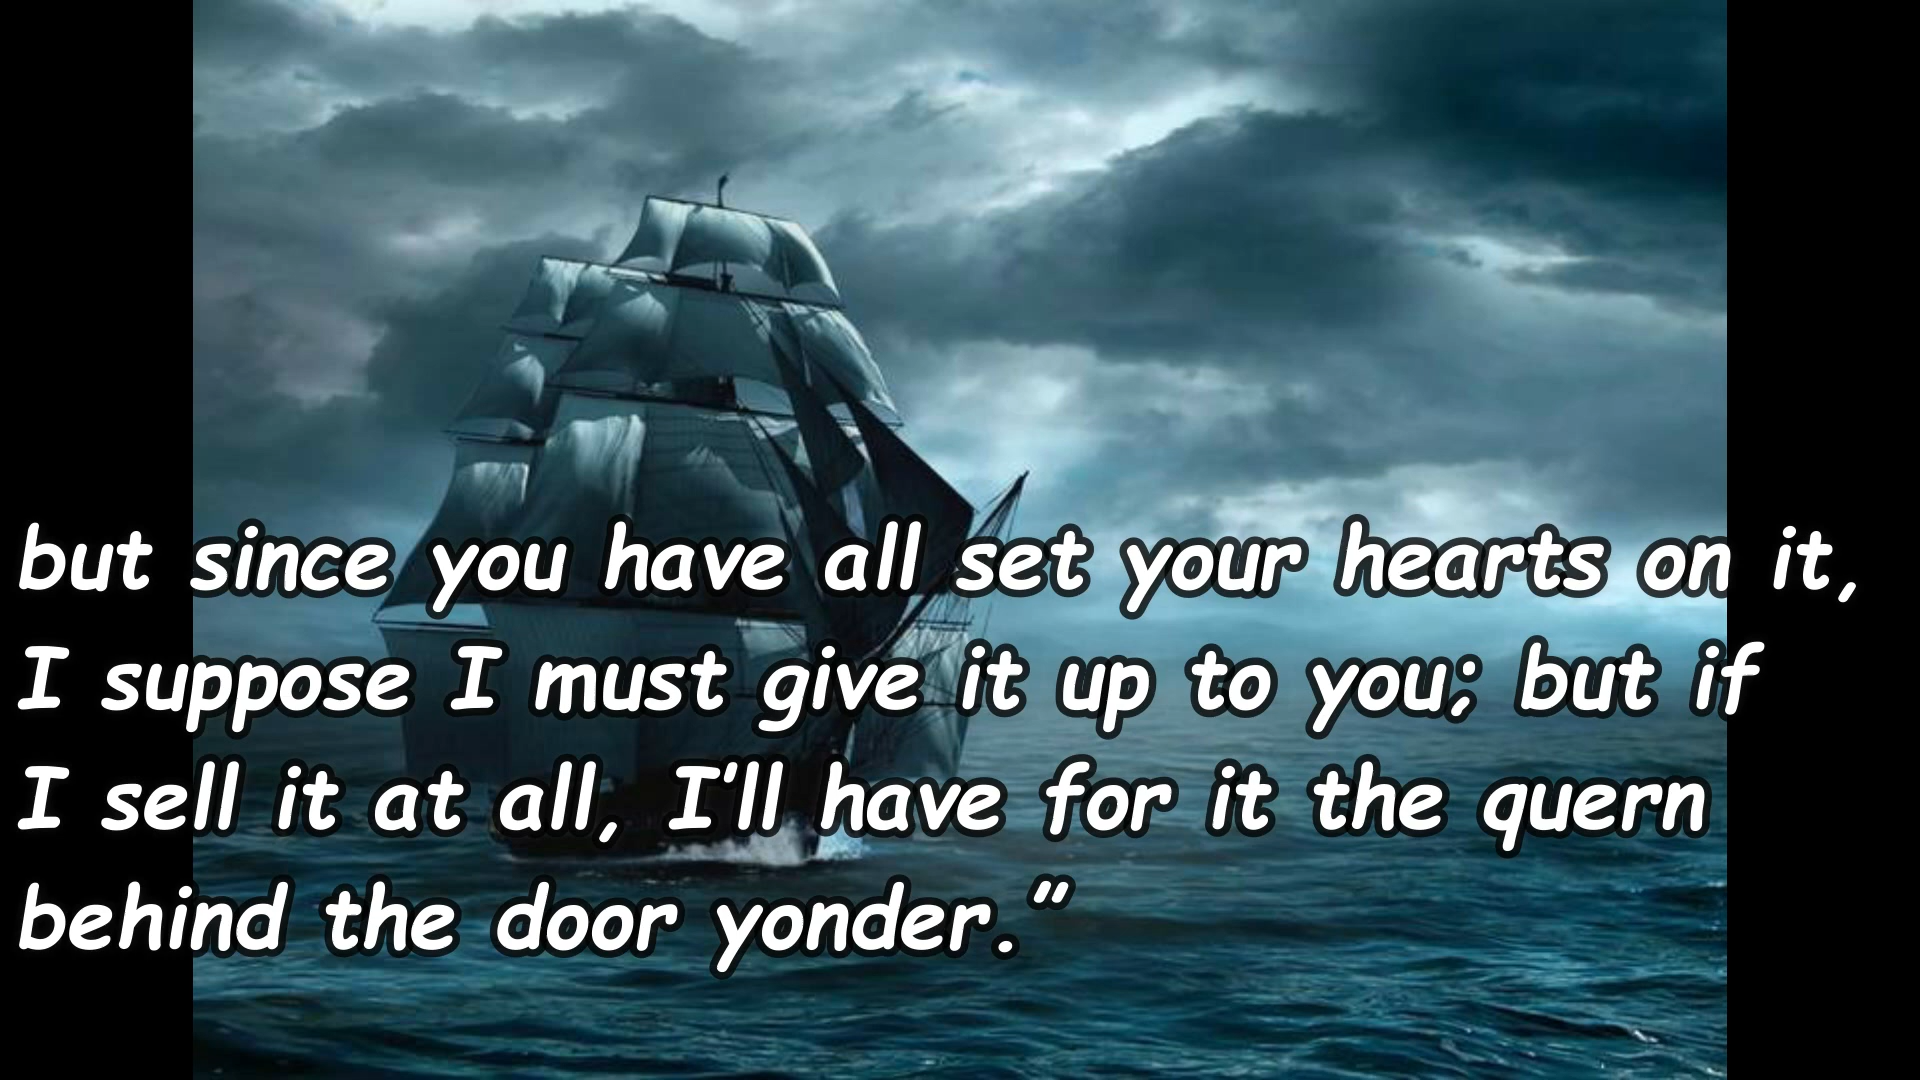 but since you have all set your hearts on it,
I suppose I must give it up to you; but if
I sell it at all, I’ll have for it the quern
behind the door yonder.”